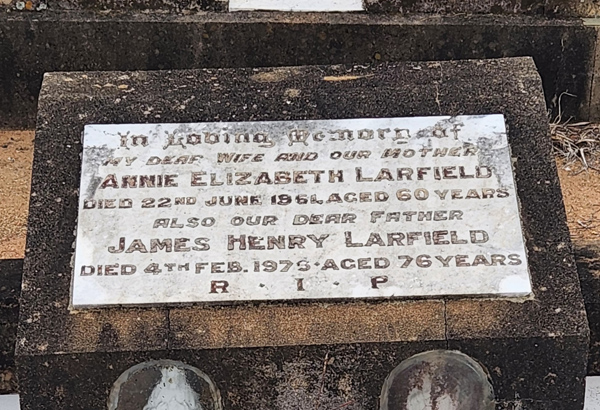 In Loving Memory of
MY DEAR WIFE AND OUR MOTHER
ANNIE ELIZABETH LARFIELD
DIED 22ND JUNE 1961. AGED 60 YEARS
ALSO OUR DEAR FATHER
JAMES HENRY LARFIELD
DIED 4TH FEB. 1975 · AGED 76 YEARS
R · I · P